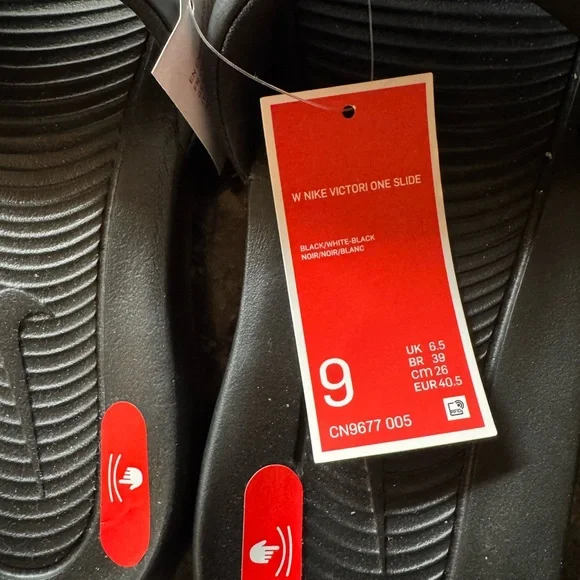 W NIKE VICTORI ONE SLIDE
BLACK/WHITE-BLACK
NOIR/NOIR/BLANC
9
UK 6.5
BR 39
CM 26
EUR 40.5
CN9677 005